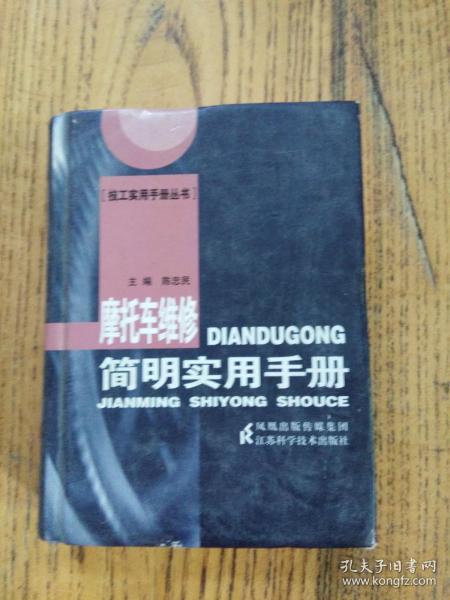 [技工实用手册丛书]
主 编 陈忠民
摩托车维修 DIANDUGONG
简明实用手册
JIANMING SHIYONG SHOUCE
凤凰出版传媒集团
江苏科学技术出版社
孔夫子旧书网
www.kongfz.com